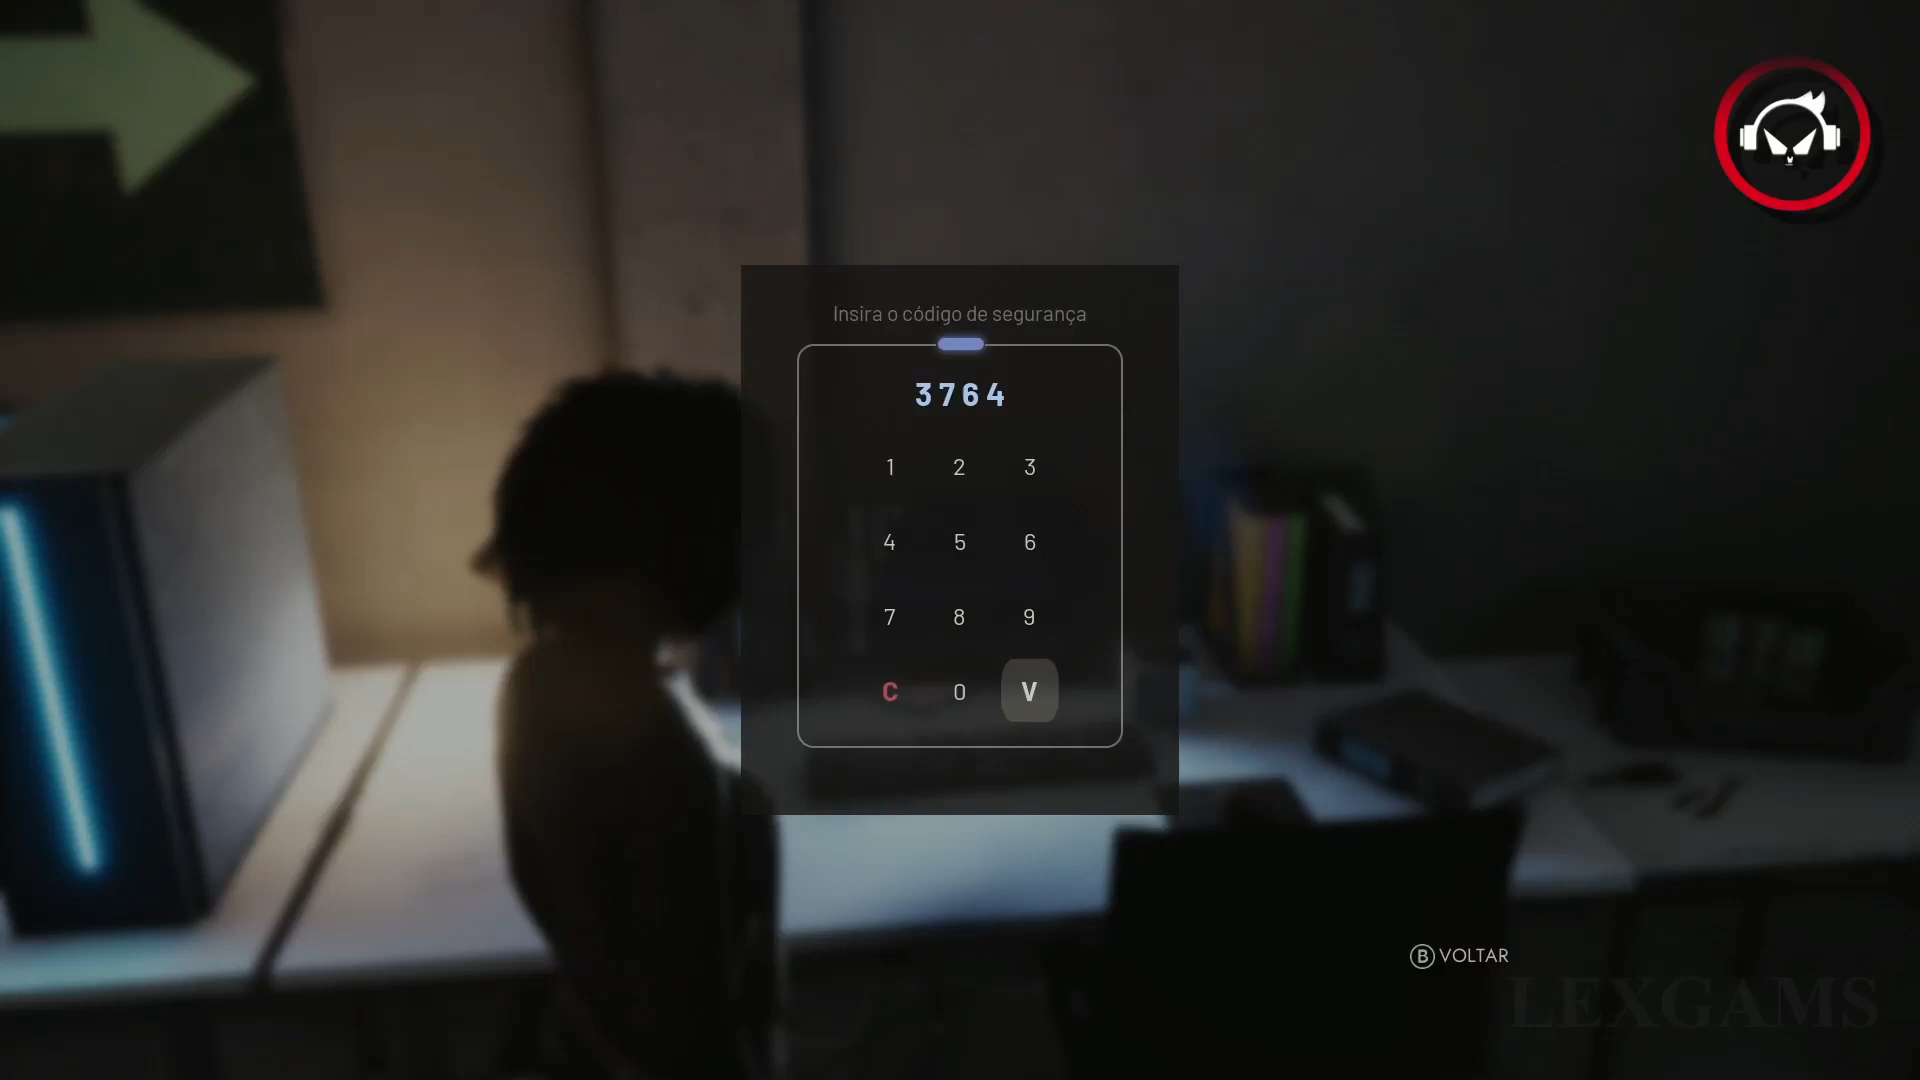 Insira o código de segurança
3764
1 2 3
4 5 6
7 8 9
C 0 V
B VOLTAR
LEXGAMS